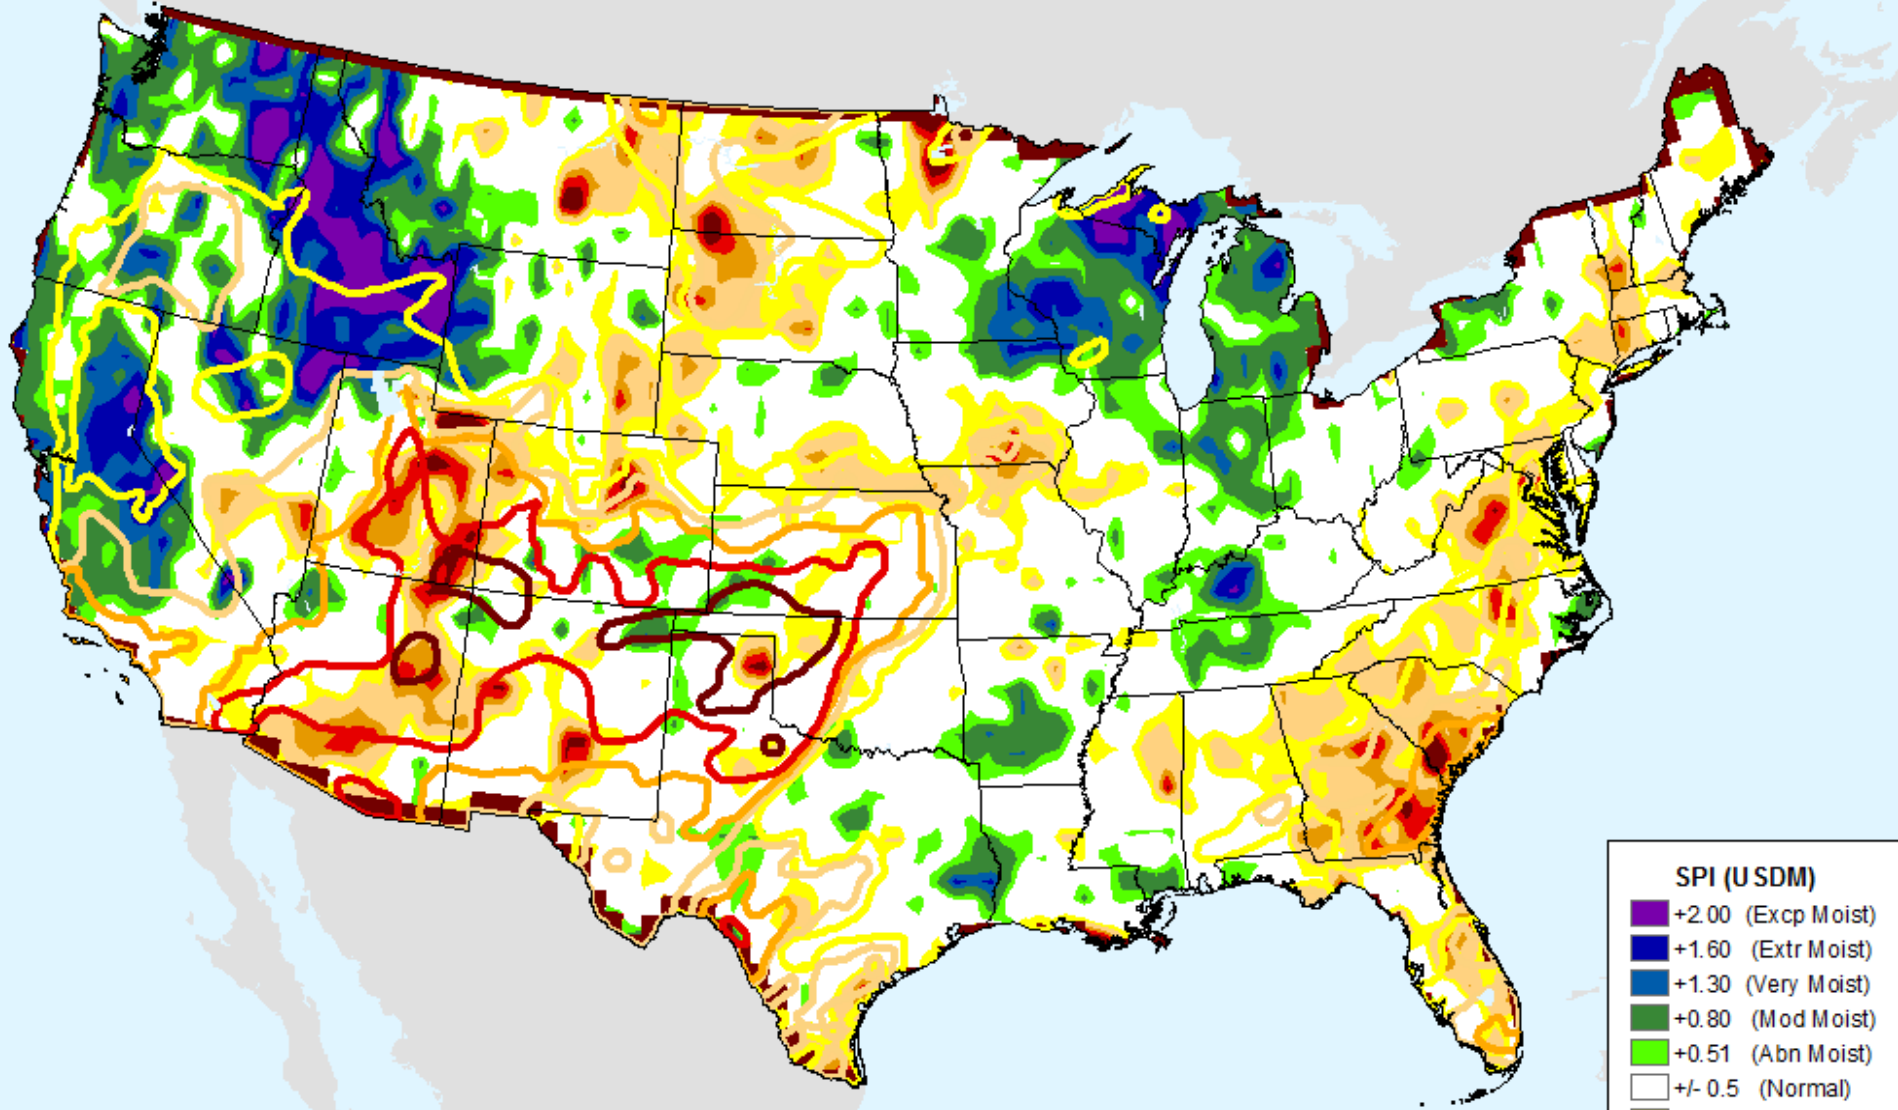 SPI (USDM)
+2.00 (Excp Moist)
+1.60 (Extr Moist)
+1.30 (Very Moist)
+0.80 (Mod Moist)
+0.51 (Abn Moist)
+/- 0.5 (Normal)